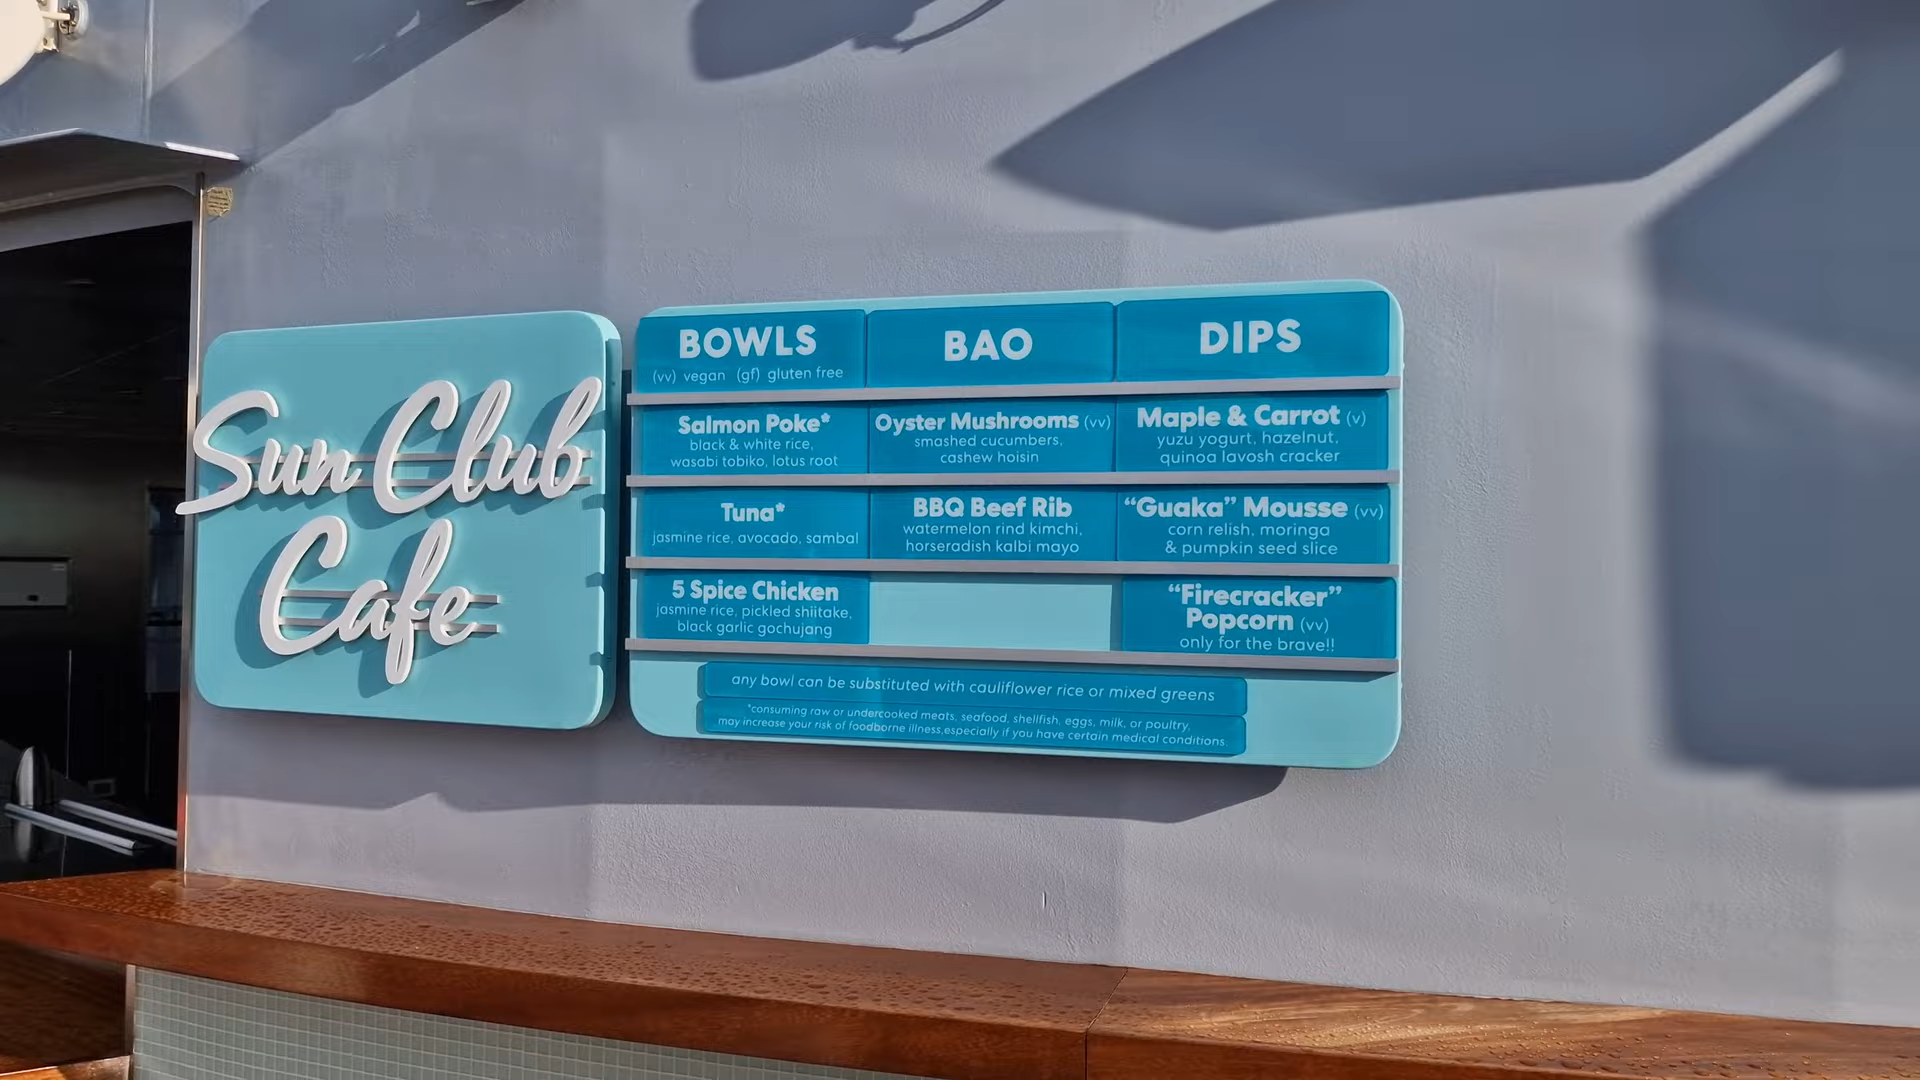 Sun Club
Cafe
BOWLS
(vv) vegan (gf) gluten free
Salmon Poke*
black & white rice,
wasabi tobiko, lotus root
Tuna*
jasmine rice, avocado, sambal
5 Spice Chicken
jasmine rice, pickled shiitake,
black garlic gochujang
BAO
Oyster Mushrooms (vv)
smashed cucumbers,
cashew hoisin
BBQ Beef Rib
watermelon rind kimchi,
horseradish kalbi mayo
DIPS
Maple & Carrot (v)
yuzu yogurt, hazelnut,
quinoa lavosh cracker
“Guaka” Mousse (vv)
corn relish, moringa
& pumpkin seed slice
“Firecracker”
Popcorn (vv)
only for the brave!!
any bowl can be substituted with cauliflower rice or mixed greens
*consuming raw or undercooked meats, seafood, shellfish, eggs, milk, or poultry,
may increase your risk of foodborne illness,especially if you have certain medical conditions.